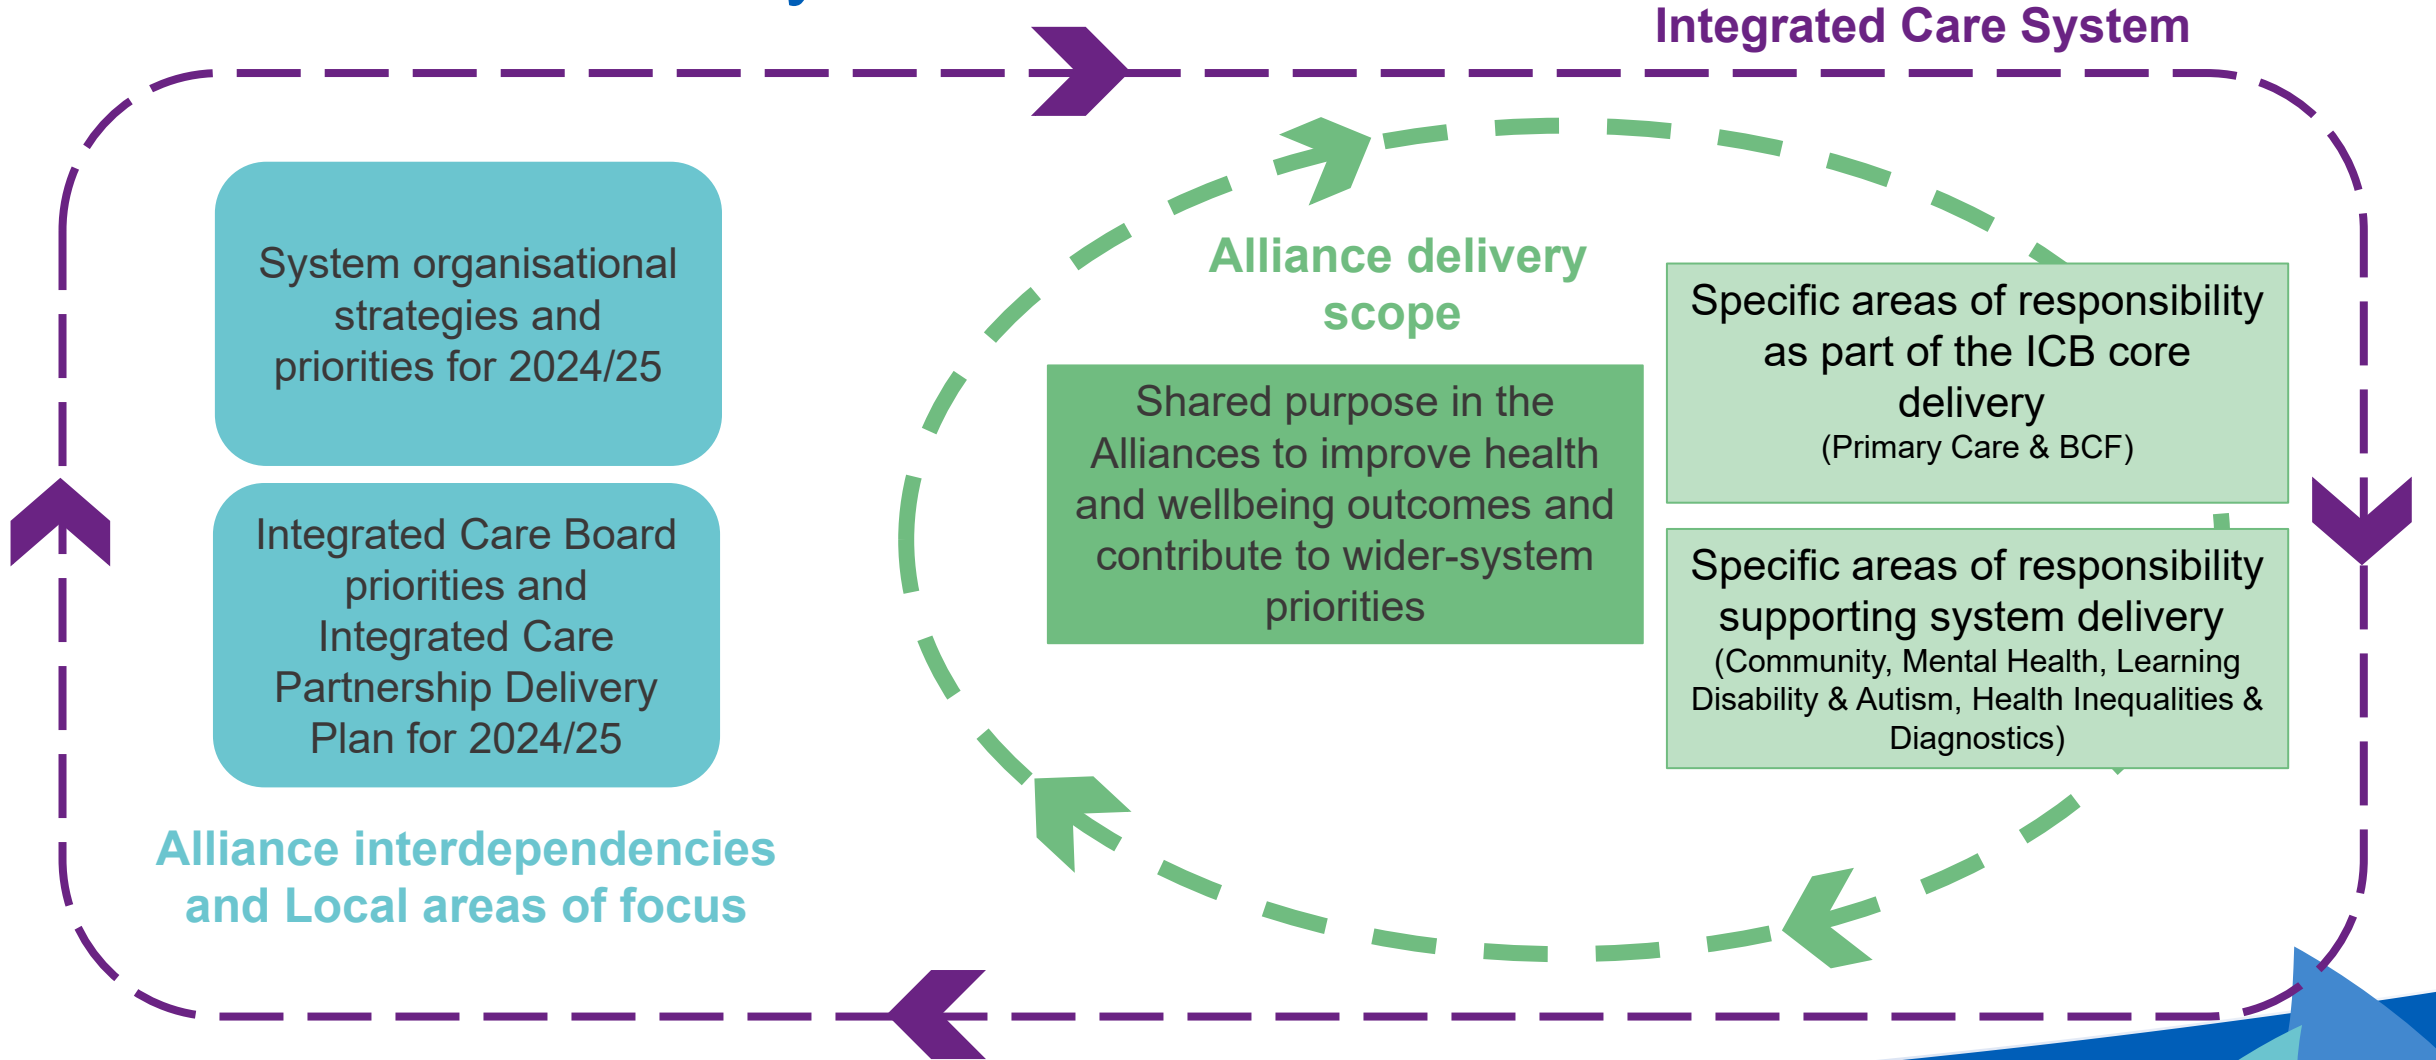 Integrated Care System
System organisational
strategies and
priorities for 2024/25
Integrated Care Board
priorities and
Integrated Care
Partnership Delivery
Plan for 2024/25
Alliance interdependencies
and Local areas of focus
Alliance delivery
scope
Shared purpose in the
Alliances to improve health
and wellbeing outcomes and
contribute to wider-system
priorities
Specific areas of responsibility
as part of the ICB core
delivery
(Primary Care & BCF)
Specific areas of responsibility
supporting system delivery
(Community, Mental Health, Learning
Disability & Autism, Health Inequalities &
Diagnostics)